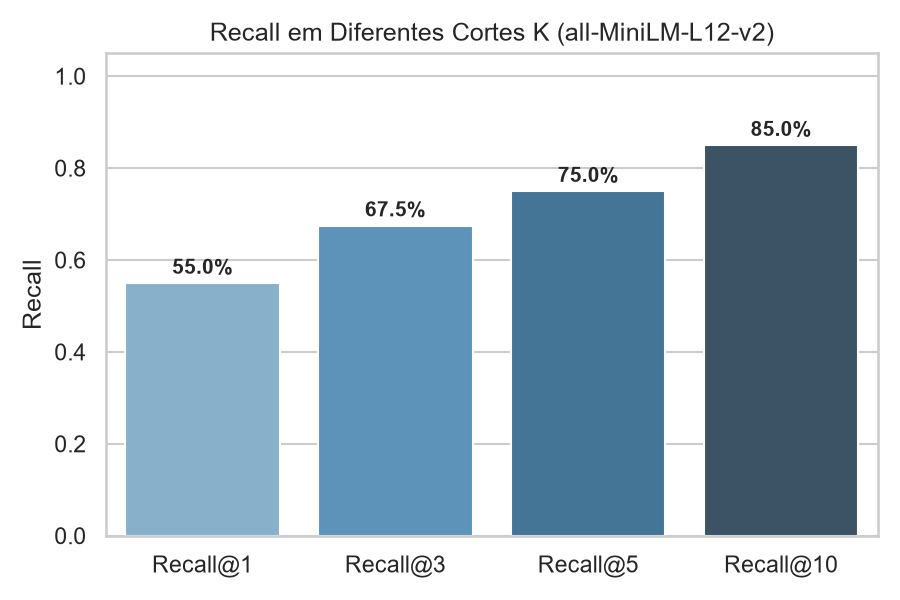 Recall em Diferentes Cortes K (all-MiniLM-L12-v2)
Recall
1.0
0.8
0.6
0.4
0.2
0.0
55.0%
67.5%
75.0%
85.0%
Recall@1
Recall@3
Recall@5
Recall@10